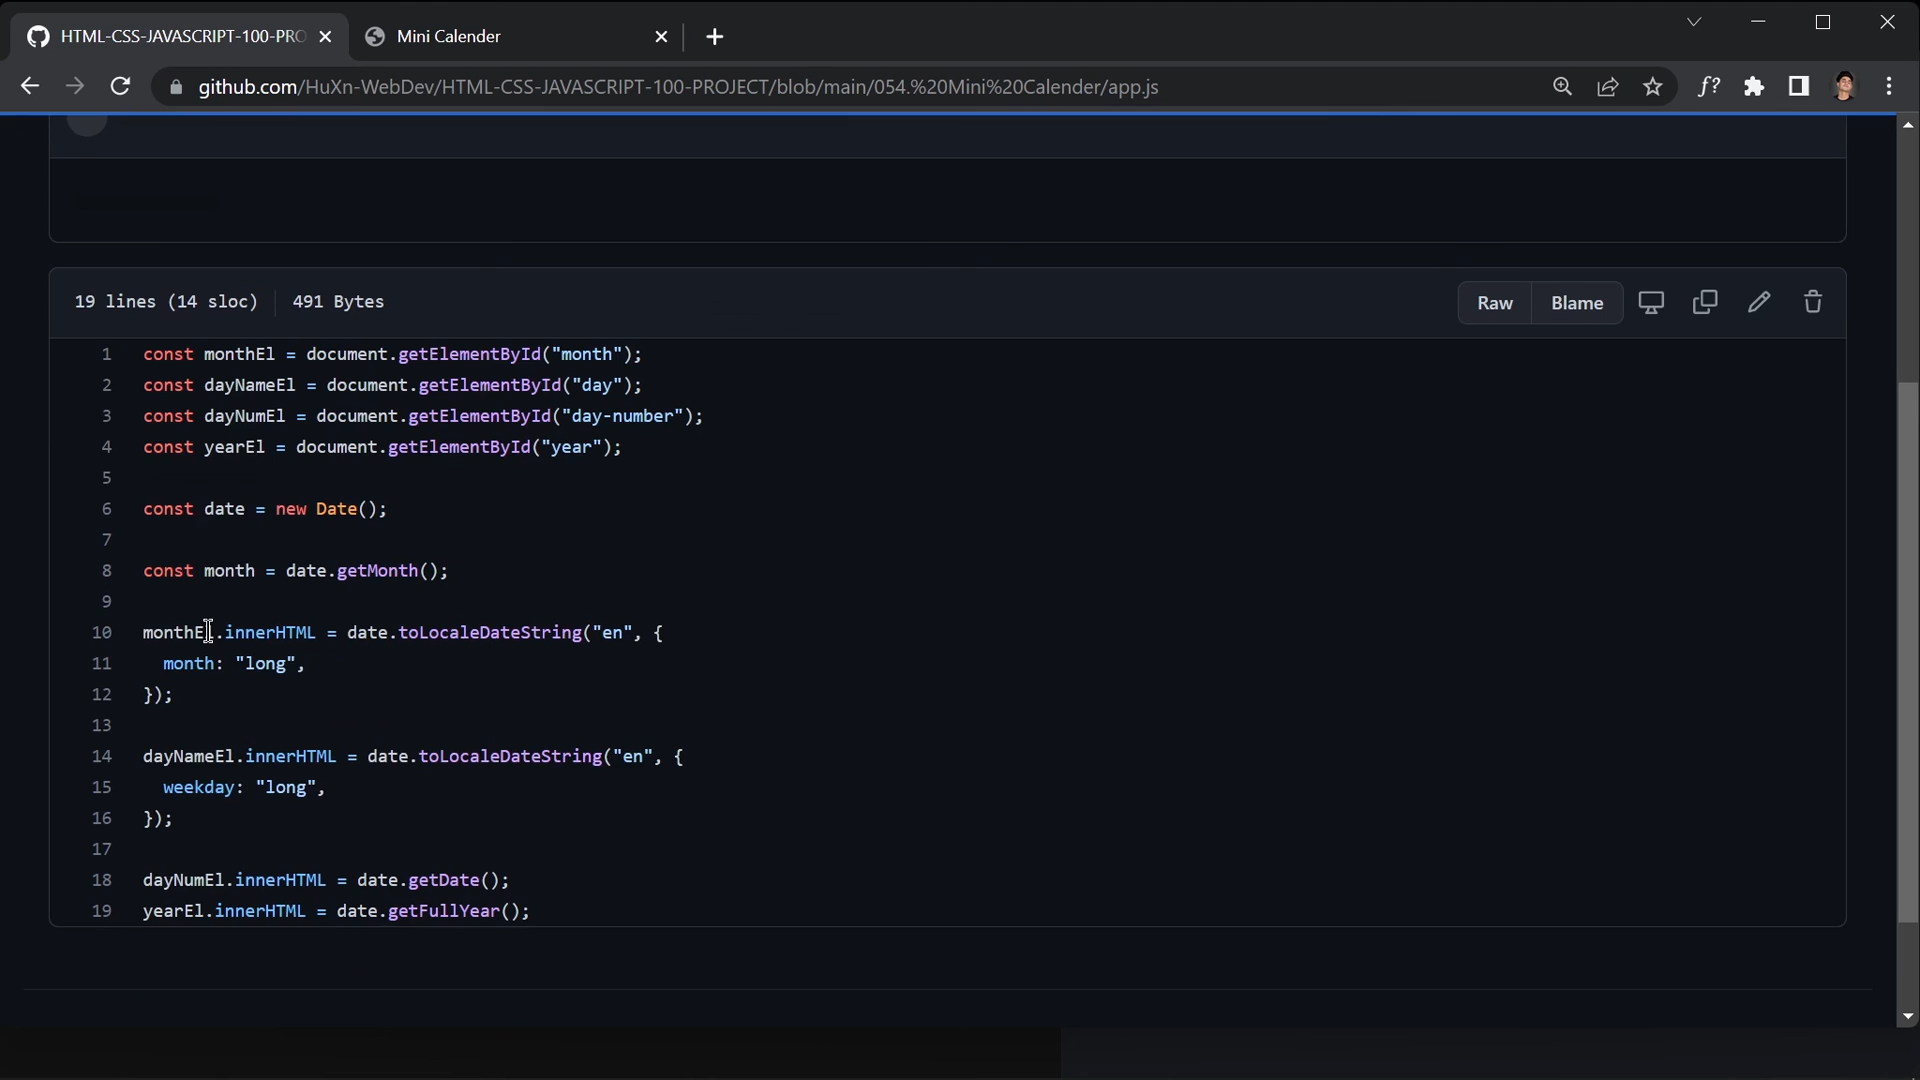 HTML-CSS-JAVASCRIPT-100-PRO
Mini Calender
github.com/HuXn-WebDev/HTML-CSS-JAVASCRIPT-100-PROJECT/blob/main/054.%20Mini%20Calender/app.js
f?
19 lines (14 sloc) 491 Bytes
Raw Blame
1 const monthEl = document.getElementById("month");
2 const dayNameEl = document.getElementById("day");
3 const dayNumEl = document.getElementById("day-number");
4 const yearEl = document.getElementById("year");
5
6 const date = new Date();
7
8 const month = date.getMonth();
9
10 monthEl.innerHTML = date.toLocaleDateString("en", {
11 month: "long",
12 });
13
14 dayNameEl.innerHTML = date.toLocaleDateString("en", {
15 weekday: "long",
16 });
17
18 dayNumEl.innerHTML = date.getDate();
19 yearEl.innerHTML = date.getFullYear();